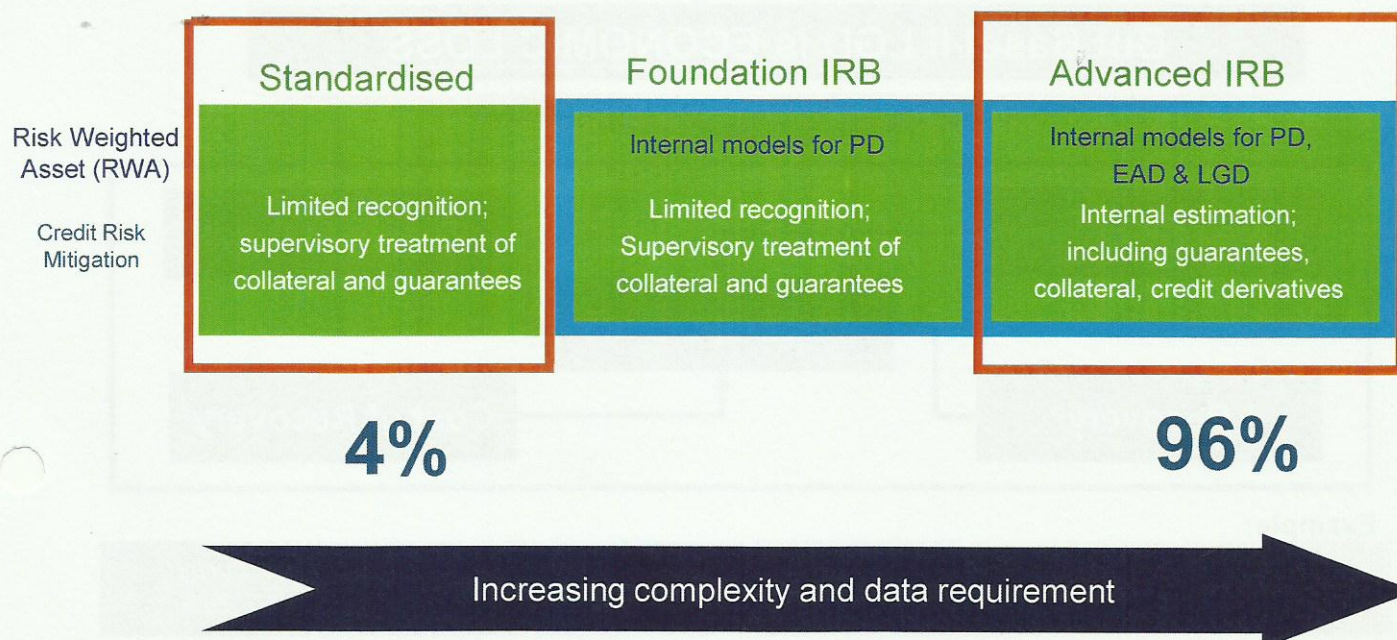 Standardised
Foundation IRB
Advanced IRB
Risk Weighted
Asset (RWA)
Credit Risk
Mitigation
Limited recognition;
supervisory treatment of
collateral and guarantees
Internal models for PD
Limited recognition;
Supervisory treatment of
collateral and guarantees
Internal models for PD,
EAD & LGD
Internal estimation;
including guarantees,
collateral, credit derivatives
4%
96%
Increasing complexity and data requirement